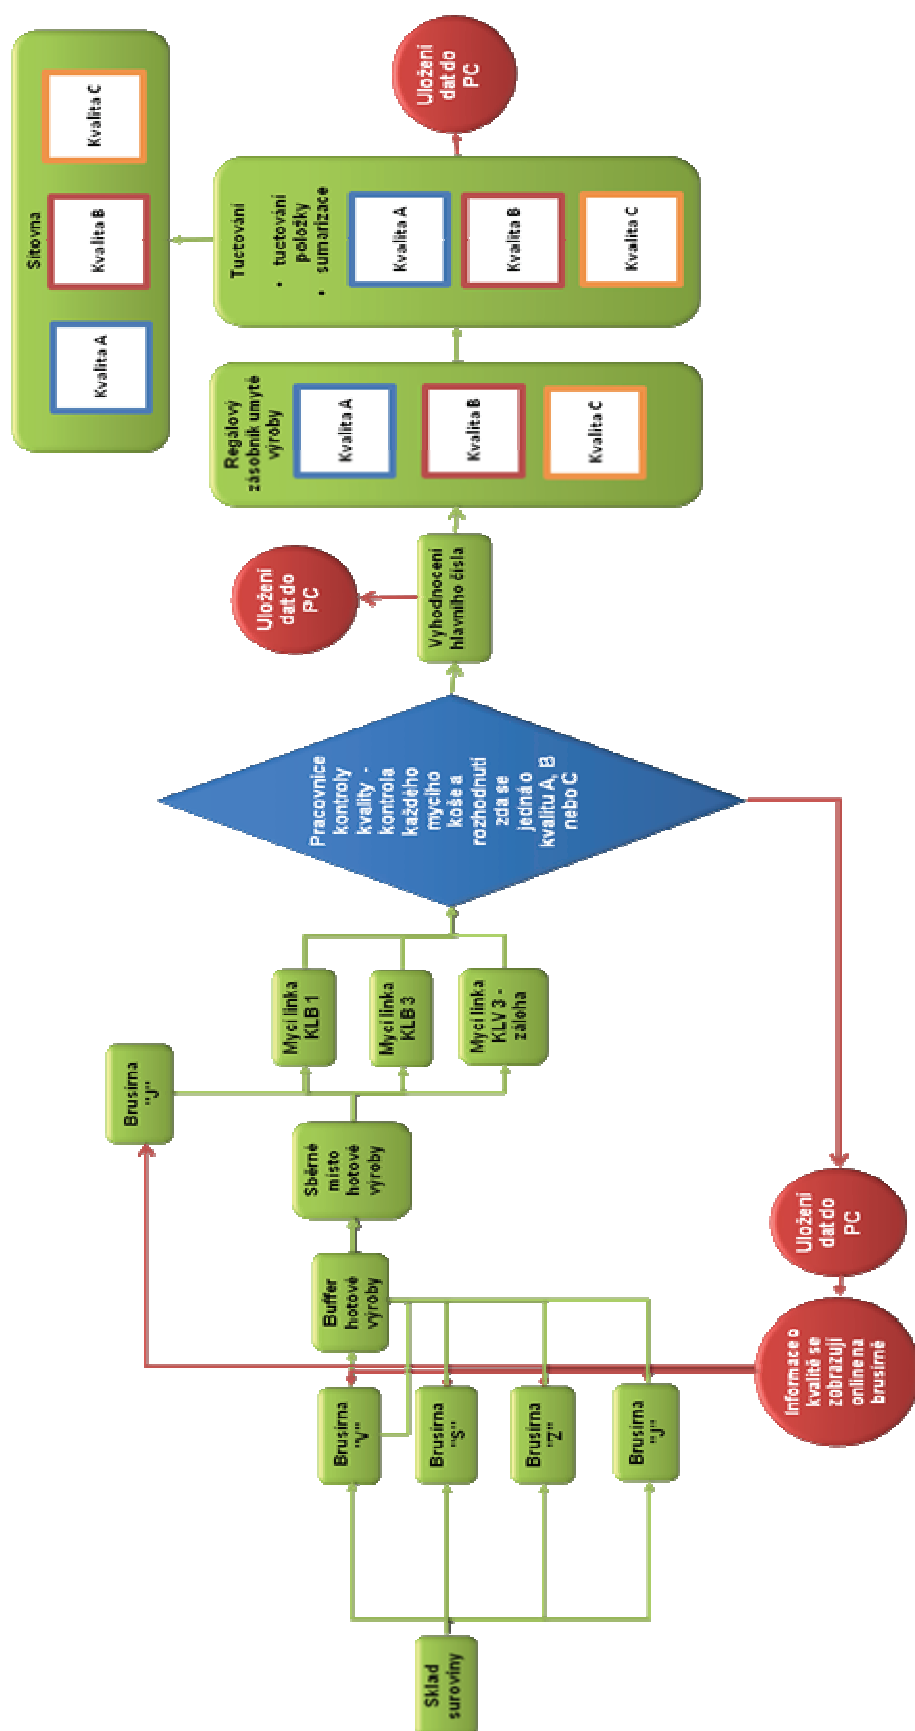 Sklad
suroviny
Brusírna
"V"
Brusírna
"S"
Brusírna
"Z"
Brusírna
"J"
Buffer
hotové
výroby
Sběrné
místo
hotové
výroby
Brusírna
"J"
Mycí linka
KLB 1
Mycí linka
KLB 3
Mycí linka
KLV 3 -
záloha
Pracovnice
kontroly
kvality -
kontrola
každého
mycího
koše a
rozhodnutí
zda se
jedná o
kvalitu A, B
nebo C
Uložení
dat do
PC
Informace o
kvalitě se
zobrazují
online na
brusírně
Vyhodnocení
hlavního čísla
Uložení
dat do
PC
Regálový
zásobník umyté
výroby
Kvalita A
Kvalita B
Kvalita C
Tuctování
• tuctování
položky
• sumarizace
Kvalita A
Kvalita B
Kvalita C
Uložení
dat do
PC
Sítovna
Kvalita A
Kvalita B
Kvalita C